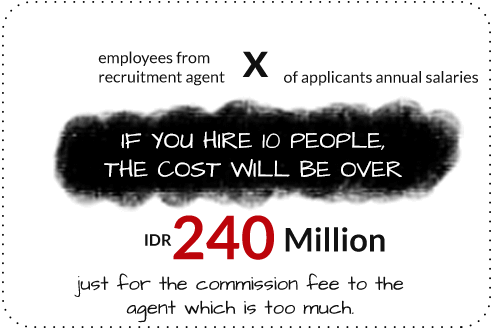 employees from
recruitment agent
X
of applicants annual salaries
IF YOU HIRE 10 PEOPLE,
THE COST WILL BE OVER
IDR 240 Million
just for the commission fee to the
agent which is too much.